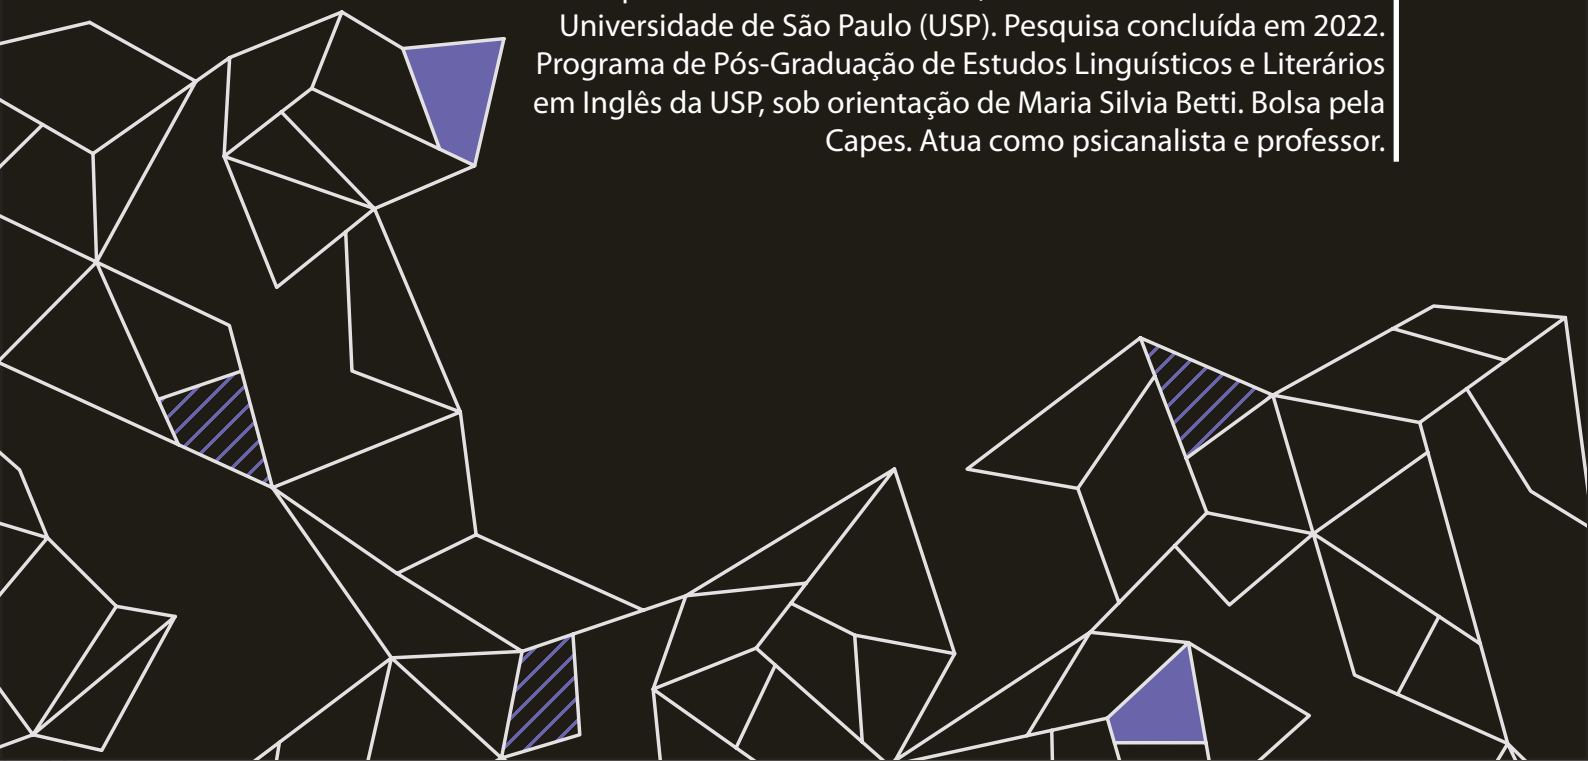 Universidade de São Paulo (USP). Pesquisa concluída em 2022.
Programa de Pós-Graduação de Estudos Linguísticos e Literários
em Inglês da USP, sob orientação de Maria Silvia Betti. Bolsa pela
Capes. Atua como psicanalista e professor.